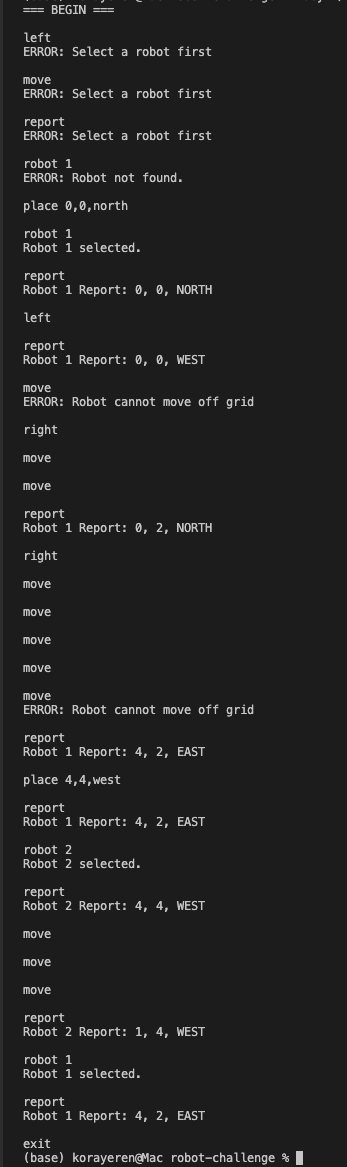 === BEGIN ===
left
ERROR: Select a robot first
move
ERROR: Select a robot first
report
ERROR: Select a robot first
robot 1
ERROR: Robot not found.
place 0,0,north
robot 1
Robot 1 selected.
report
Robot 1 Report: 0, 0, NORTH
left
report
Robot 1 Report: 0, 0, WEST
move
ERROR: Robot cannot move off grid
right
move
move
report
Robot 1 Report: 0, 2, NORTH
right
move
move
move
move
move
ERROR: Robot cannot move off grid
report
Robot 1 Report: 4, 2, EAST
place 4,4,west
report
Robot 1 Report: 4, 2, EAST
robot 2
Robot 2 selected.
report
Robot 2 Report: 4, 4, WEST
move
move
move
report
Robot 2 Report: 1, 4, WEST
robot 1
Robot 1 selected.
report
Robot 1 Report: 4, 2, EAST
exit
(base) korayeren@Mac robot-challenge %